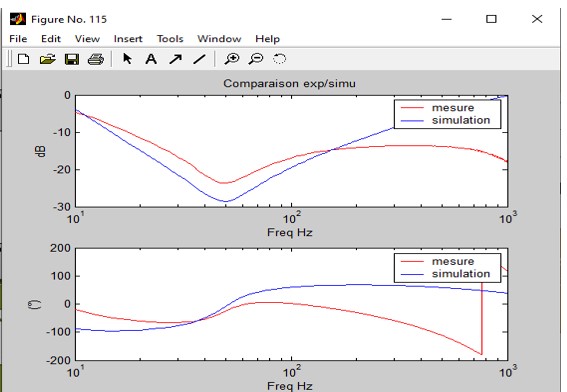 Figure No. 115
File Edit View Insert Tools Window Help
Comparaison exp/simu
0
-10
-20
-30
dB
mesure
simulation
10^1
10^2
10^3
Freq Hz
200
100
0
-100
-200
(°)
mesure
simulation
10^1
10^2
10^3
Freq Hz